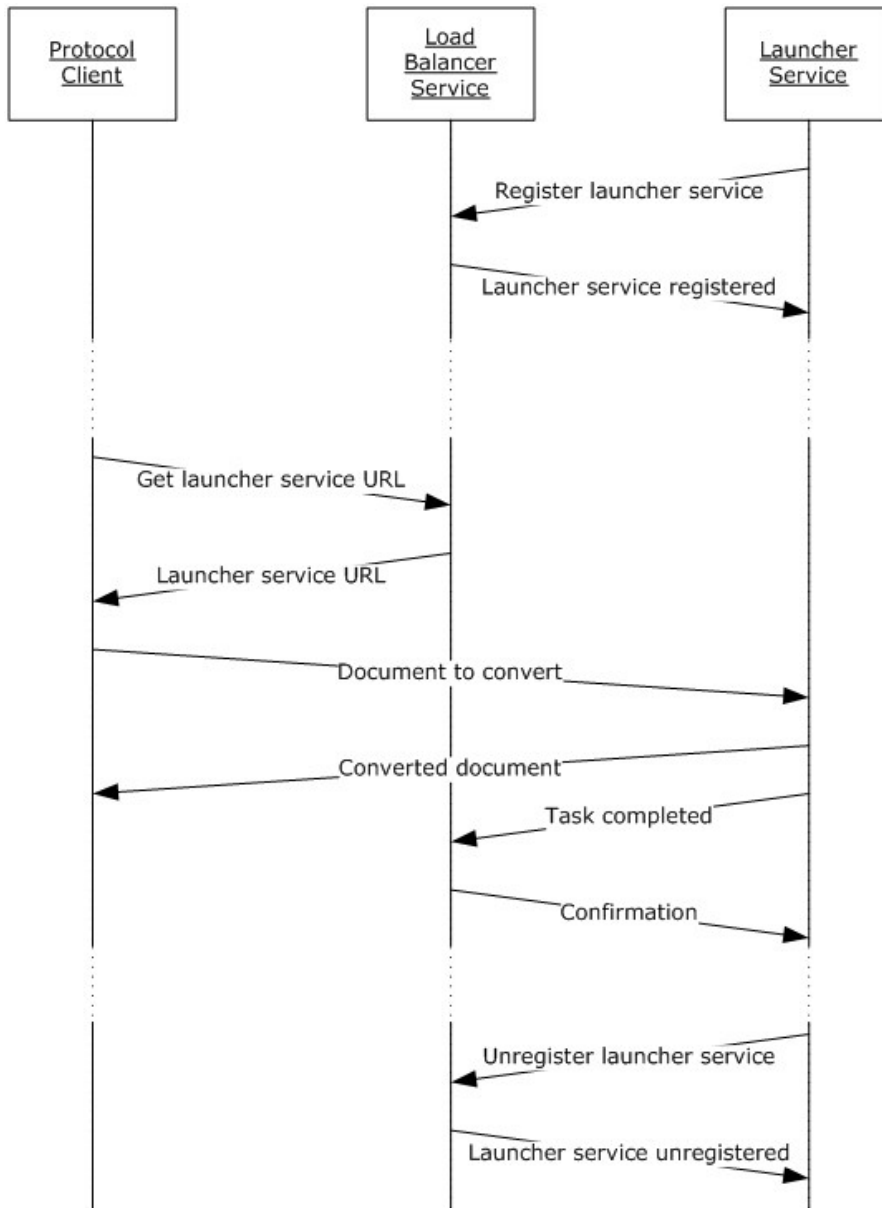 Protocol
Client
Load
Balancer
Service
Launcher
Service
Register launcher service
Launcher service registered
Get launcher service URL
Launcher service URL
Document to convert
Converted document
Task completed
Confirmation
Unregister launcher service
Launcher service unregistered